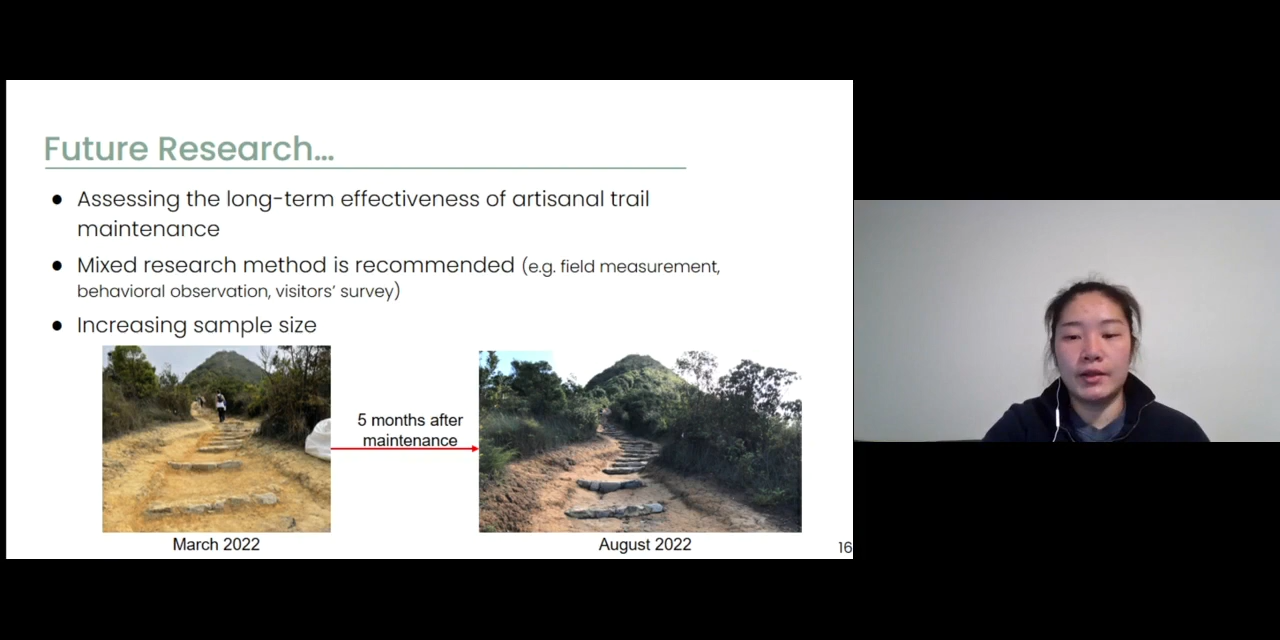 Future Research...
● Assessing the long-term effectiveness of artisanal trail
maintenance
● Mixed research method is recommended (e.g. field measurement,
behavioral observation, visitors' survey)
● Increasing sample size
5 months after
maintenance
March 2022
August 2022
16